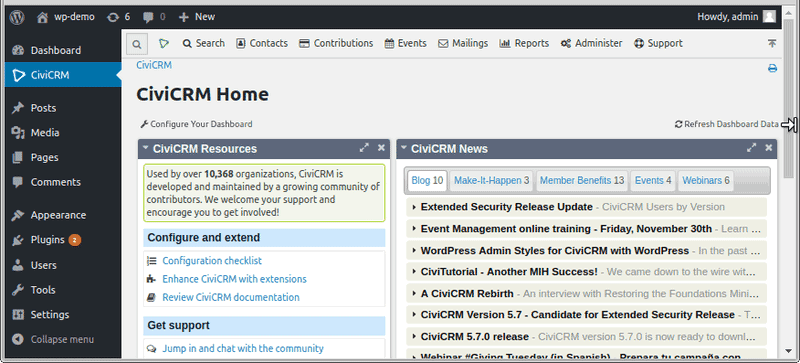 wp-demo 6 0 + New Howdy, admin
Dashboard
CiviCRM
Posts
Media
Pages
Comments
Appearance
Plugins 2
Users
Tools
Settings
Collapse menu
Search Contacts Contributions Events Mailings Reports Administer Support
CiviCRM
CiviCRM Home
Configure Your Dashboard Refresh Dashboard Data
CiviCRM Resources
Used by over 10,368 organizations, CiviCRM is
developed and maintained by a growing community of
contributors. We welcome your support and
encourage you to get involved!
Configure and extend
Configuration checklist
Enhance CiviCRM with extensions
Review CiviCRM documentation
Get support
Jump in and chat with the community
CiviCRM News
Blog 10 Make-It-Happen 3 Member Benefits 13 Events 4 Webinars 6
Extended Security Release Update - CiviCRM Users by Version
Event Management online training - Friday, November 30th - Learn ...
WordPress Admin Styles for CiviCRM with WordPress - In the past ...
CiviTutorial - Another MIH Success! - We came down to the wire wit...
A CiviCRM Rebirth - An interview with Restoring the Foundations Mini...
CiviCRM Version 5.7 - Candidate for Extended Security Release - T...
CiviCRM 5.7.0 release - CiviCRM version 5.7.0 is now ready to downl...
Webinar #Giving Tuesday (in Spanish) - Prepara tu campaña con